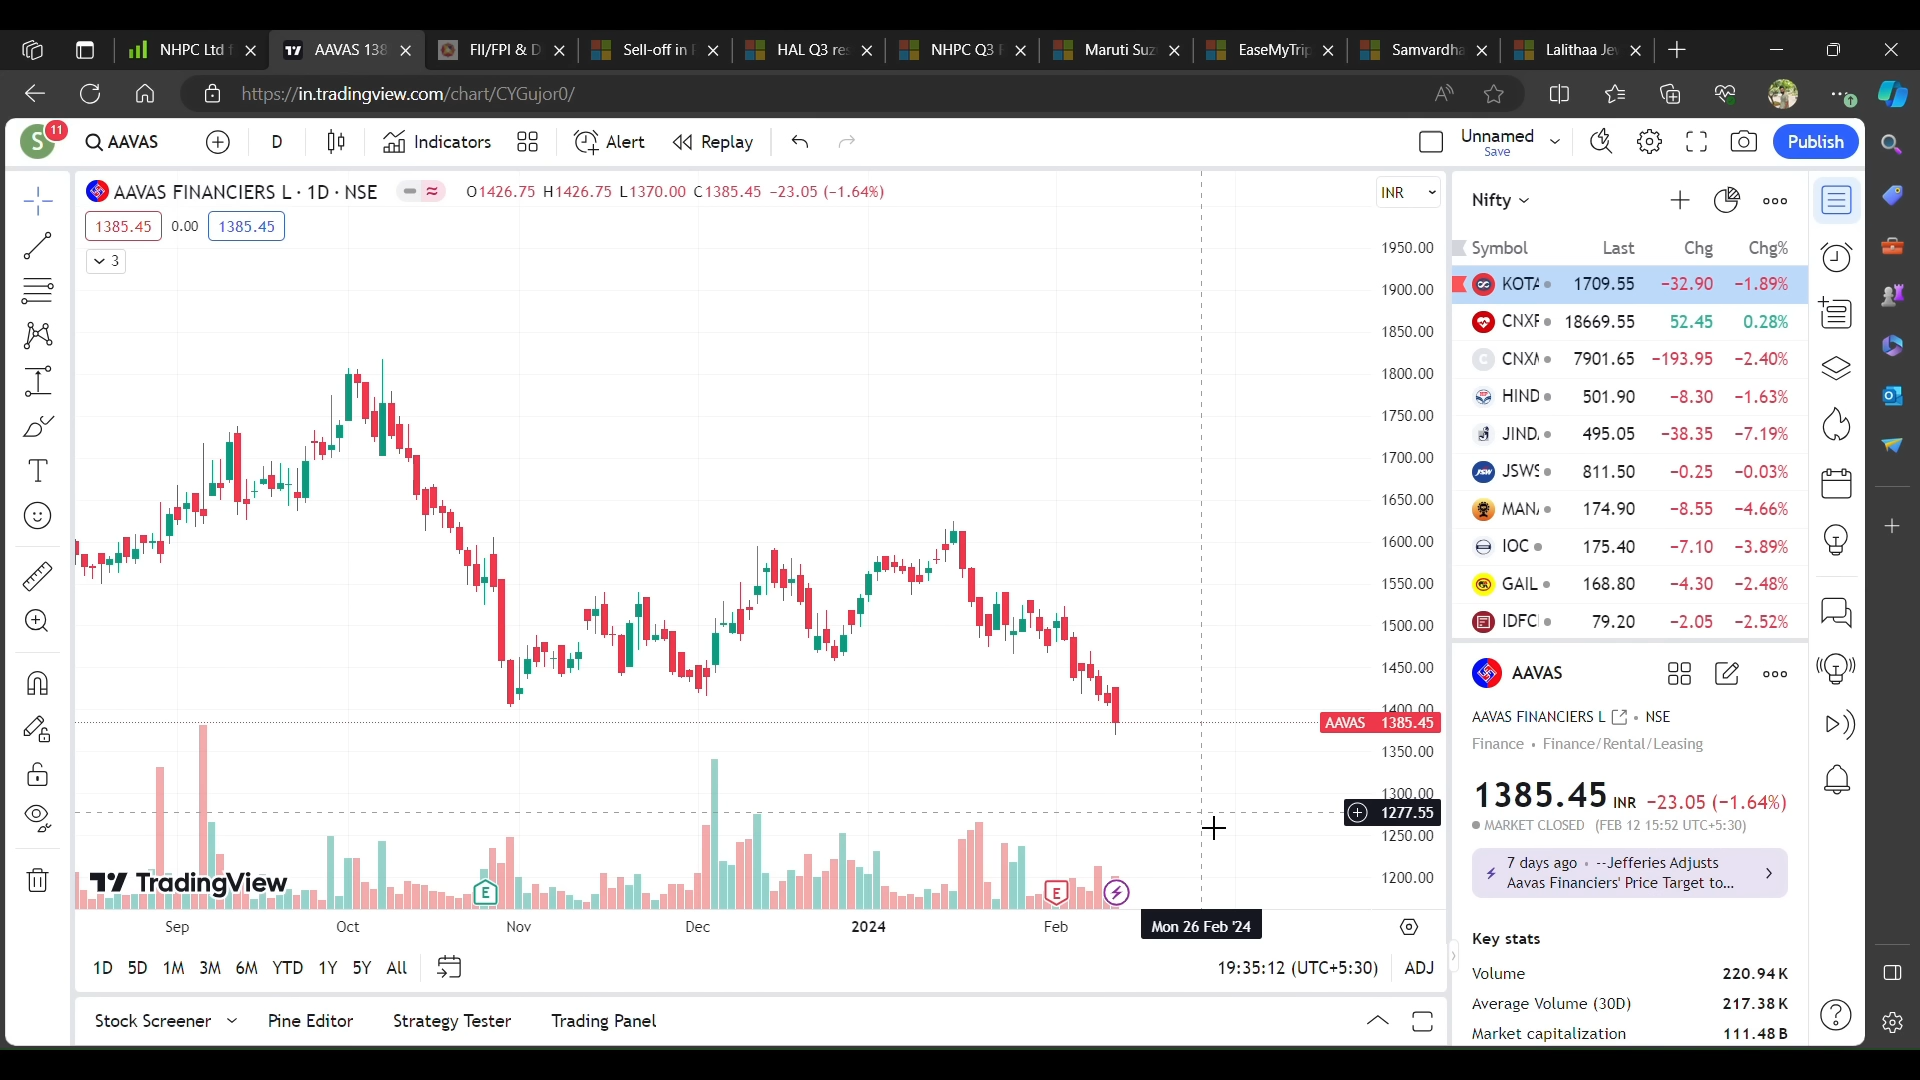 NHPC Ltd f
AAVAS 138
FII/FPI & D
Sell-off in
HAL Q3 re
NHPC Q3
Maruti Suz
EaseMyTrip
Samvardha
Lalithaa Je
https://in.tradingview.com/chart/CYGujor0/
S 11
AAVAS
D
Indicators
Alert
Replay
Unnamed
Save
Publish
AAVAS FINANCIERS L · 1D · NSE
O1426.75 H1426.75 L1370.00 C1385.45 -23.05 (-1.64%)
INR
1385.45 0.00 1385.45
3
1950.00
1900.00
1850.00
1800.00
1750.00
1700.00
1650.00
1600.00
1550.00
1500.00
1450.00
1400.00
AAVAS 1385.45
1350.00
1300.00
1277.55
1250.00
1200.00
TradingView
E
E
Sep Oct Nov Dec 2024 Feb Mon 26 Feb '24
1D 5D 1M 3M 6M YTD 1Y 5Y All
19:35:12 (UTC+5:30) ADJ
Stock Screener Pine Editor Strategy Tester Trading Panel
Nifty
Symbol Last Chg Chg%
KOTA 1709.55 -32.90 -1.89%
CNXF 18669.55 52.45 0.28%
CNXM 7901.65 -193.95 -2.40%
HIND 501.90 -8.30 -1.63%
JIND. 495.05 -38.35 -7.19%
JSWS 811.50 -0.25 -0.03%
MAN 174.90 -8.55 -4.66%
IOC 175.40 -7.10 -3.89%
GAIL 168.80 -4.30 -2.48%
IDFC 79.20 -2.05 -2.52%
AAVAS
AAVAS FINANCIERS L • NSE
Finance • Finance/Rental/Leasing
1385.45 INR -23.05 (-1.64%)
MARKET CLOSED (FEB 12 15:52 UTC+5:30)
7 days ago • --Jefferies Adjusts
Aavas Financiers' Price Target to...
Key stats
Volume 220.94K
Average Volume (30D) 217.38K
Market capitalization 111.48B